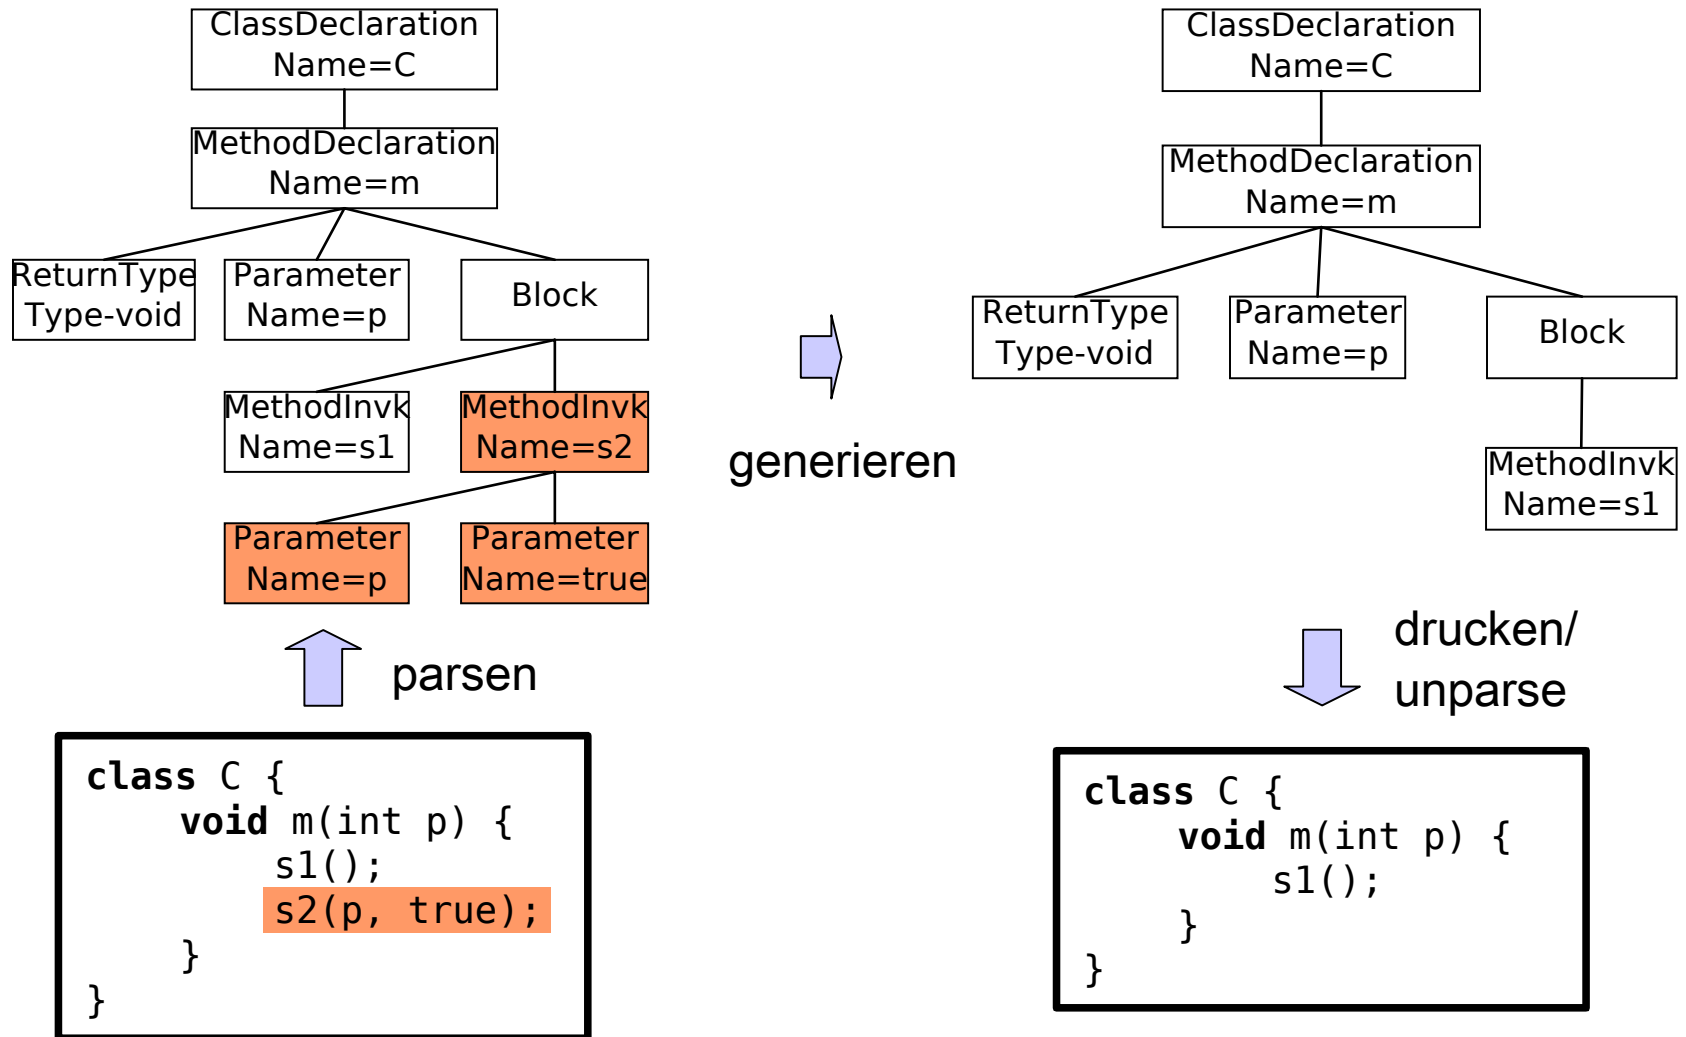 ClassDeclaration
Name=C
MethodDeclaration
Name=m
ReturnType
Type-void
Parameter
Name=p
Block
MethodInvk
Name=s1
MethodInvk
Name=s2
Parameter
Name=p
Parameter
Name=true
parsen
class C {
void m(int p) {
s1();
s2(p, true);
}
}
generieren
ClassDeclaration
Name=C
MethodDeclaration
Name=m
ReturnType
Type-void
Parameter
Name=p
Block
MethodInvk
Name=s1
drucken/
unparse
class C {
void m(int p) {
s1();
}
}